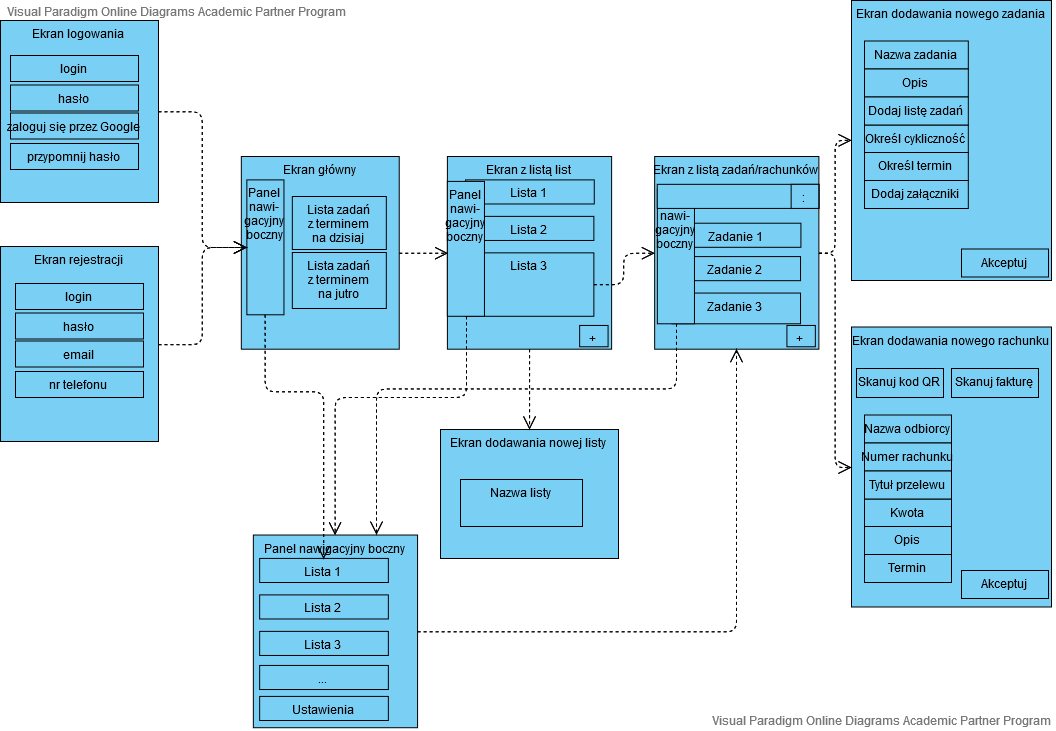 Visual Paradigm Online Diagrams Academic Partner Program
Ekran logowania
login
hasło
zaloguj się przez Google
przypomnij hasło
Ekran rejestracji
login
hasło
email
nr telefonu
Ekran główny
Panel
nawi-
gacyjny
boczny
Lista zadań
z terminem
na dzisiaj
Lista zadań
z terminem
na jutro
Ekran z listą list
Panel
nawi-
gacyjny
boczny
Lista 1
Lista 2
Lista 3
+
Ekran z listą zadań/rachunków
:
nawi-
gacyjny
boczny
Zadanie 1
Zadanie 2
Zadanie 3
+
Ekran dodawania nowego zadania
Nazwa zadania
Opis
Dodaj listę zadań
Określ cykliczność
Określ termin
Dodaj załączniki
Akceptuj
Ekran dodawania nowego rachunku
Skanuj kod QR
Skanuj fakturę
Nazwa odbiorcy
Numer rachunku
Tytuł przelewu
Kwota
Opis
Termin
Akceptuj
Ekran dodawania nowej listy
Nazwa listy
Panel nawigacyjny boczny
Lista 1
Lista 2
Lista 3
...
Ustawienia
Visual Paradigm Online Diagrams Academic Partner Program